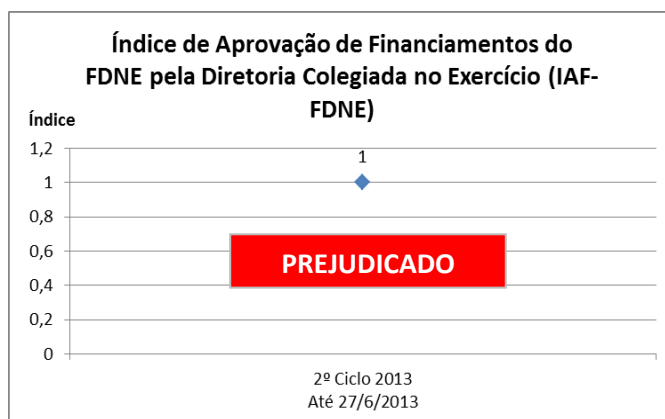 Índice de Aprovação de Financiamentos do
FDNE pela Diretoria Colegiada no Exercício (IAF-
FDNE)
Índice
1,2
1
1
0,8
0,6
PREJUDICADO
0,4
0,2
0
2º Ciclo 2013
Até 27/6/2013